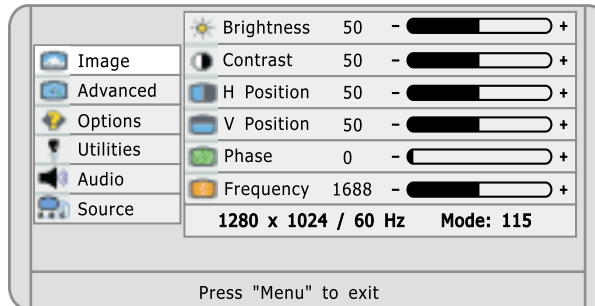 Image
Advanced
Options
Utilities
Audio
Source
Brightness 50 - +
Contrast 50 - +
H Position 50 - +
V Position 50 - +
Phase 0 - +
Frequency 1688 - +
1280 x 1024 / 60 Hz Mode: 115
Press "Menu" to exit